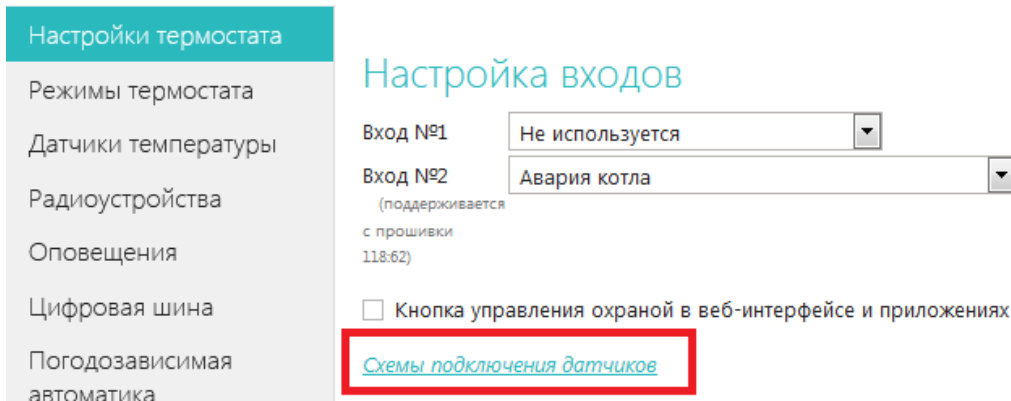 Настройки термостата
Режимы термостата
Датчики температуры
Радиоустройства
Оповещения
Цифровая шина
Погодозависимая
автоматика
Настройка входов
Вход №1 Не используется
Вход №2 Авария котла
(поддерживается
с прошивки
118:62)
Кнопка управления охраной в веб-интерфейсе и приложениях
Схемы подключения датчиков